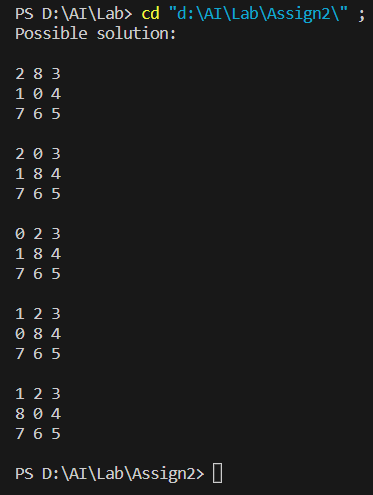 PS D:\AI\Lab> cd "d:\AI\Lab\Assign2\" ;
Possible solution:
2 8 3
1 0 4
7 6 5
2 0 3
1 8 4
7 6 5
0 2 3
1 8 4
7 6 5
1 2 3
0 8 4
7 6 5
1 2 3
8 0 4
7 6 5
PS D:\AI\Lab\Assign2>